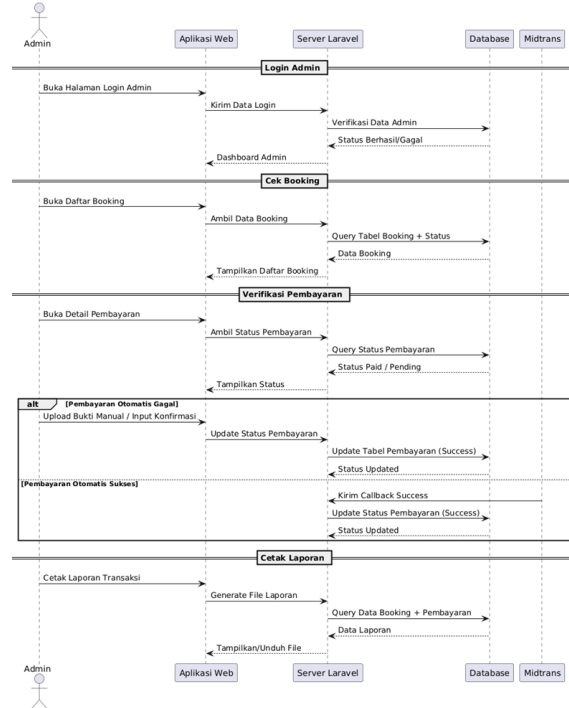 Admin
Aplikasi Web
Server Laravel
Database
Midtrans
Login Admin
Buka Halaman Login Admin
Kirim Data Login
Verifikasi Data Admin
Status Berhasil/Gagal
Dashboard Admin
Cek Booking
Buka Daftar Booking
Ambil Data Booking
Query Tabel Booking + Status
Data Booking
Tampilkan Daftar Booking
Verifikasi Pembayaran
Buka Detail Pembayaran
Ambil Status Pembayaran
Query Status Pembayaran
Status Paid / Pending
Tampilkan Status
alt [Pembayaran Otomatis Gagal]
Upload Bukti Manual / Input Konfirmasi
Update Status Pembayaran
Update Tabel Pembayaran (Success)
Status Updated
[Pembayaran Otomatis Sukses]
Kirim Callback Success
Update Status Pembayaran (Success)
Status Updated
Cetak Laporan
Cetak Laporan Transaksi
Generate File Laporan
Query Data Booking + Pembayaran
Data Laporan
Tampilkan/Unduh File
Admin
Aplikasi Web
Server Laravel
Database
Midtrans